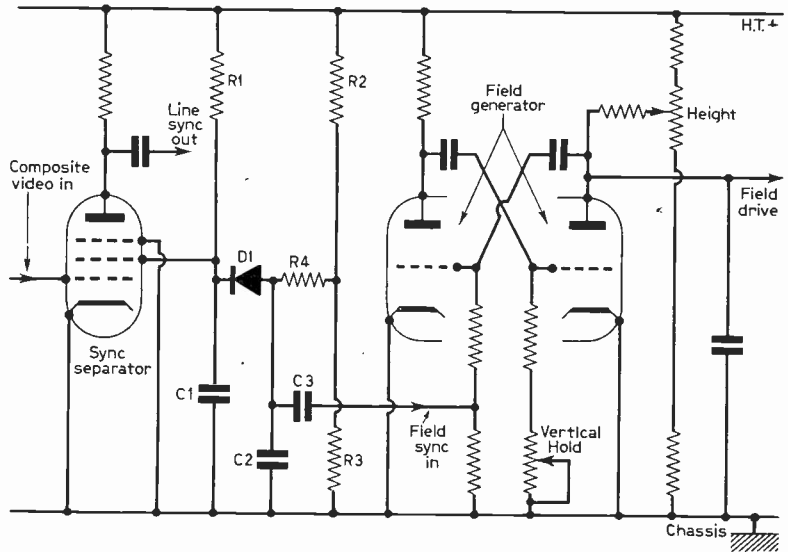 H.T.+
R1
R2
Line
sync
out
Field
generator
Height
Composite
video in
Field
drive
D1
R4
Sync
separator
C1
C3
C2
Field
sync
in
R3
Vertical
Hold
Chassis